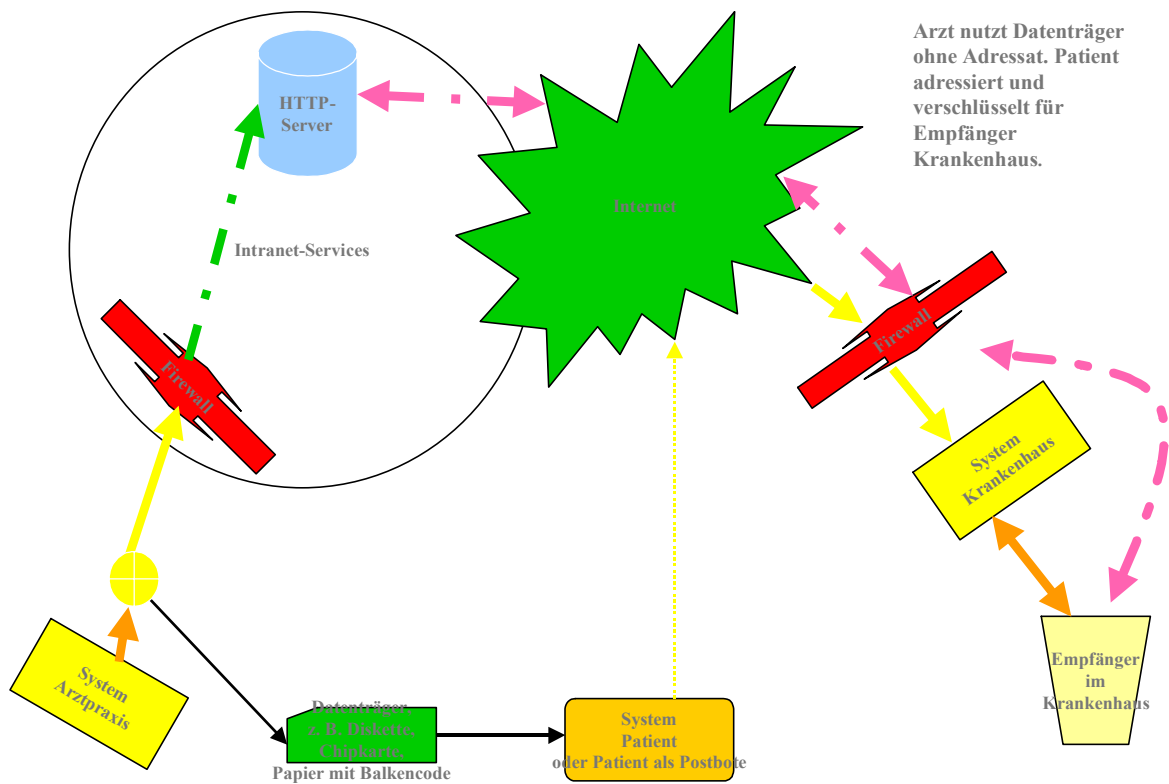 Arzt nutzt Datenträger
ohne Adressat. Patient
adressiert und
verschlüsselt für
Empfänger
Krankenhaus.
HTTP-
Server
Internet
Intranet-Services
Firewall
Firewall
System
Krankenhaus
System
Arztpraxis
Datenträger,
z. B. Diskette,
Chipkarte,
Papier mit Balkencode
System
Patient
oder Patient als Postbote
Empfänger
im
Krankenhaus